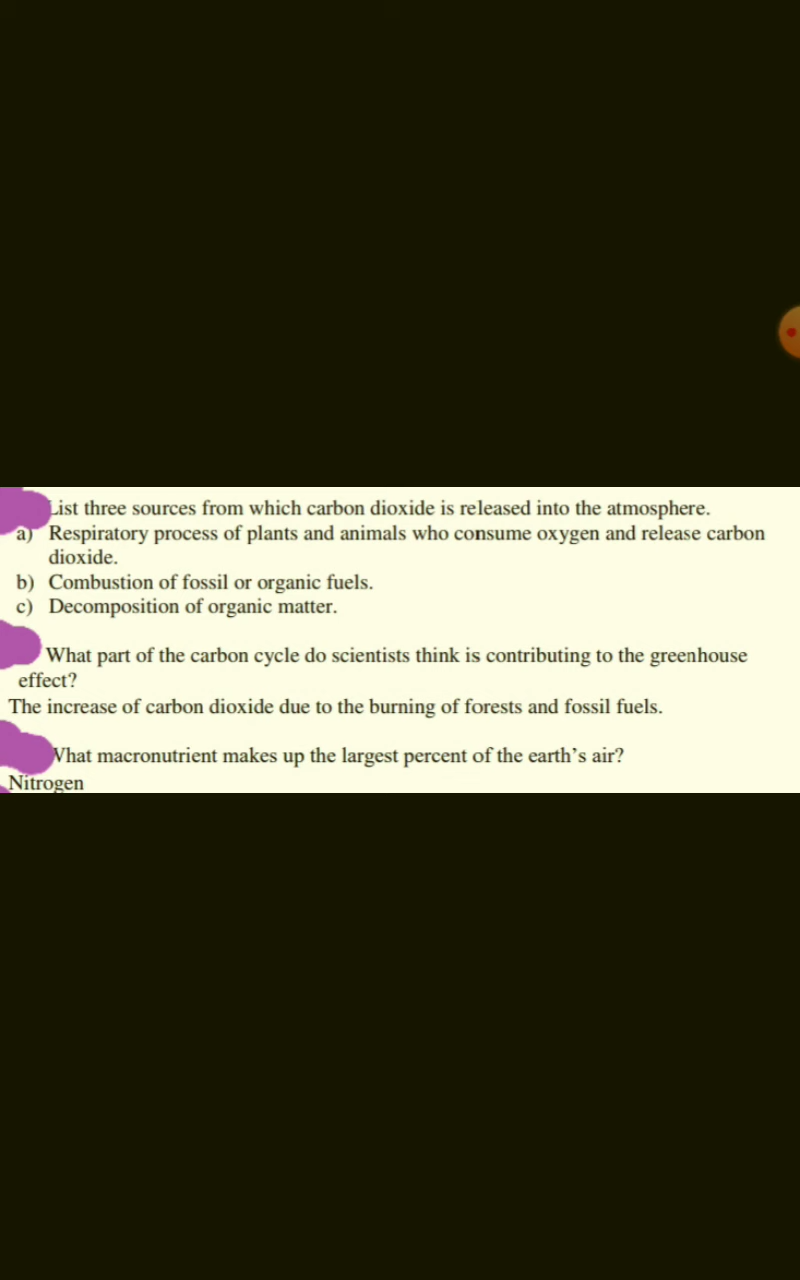 List three sources from which carbon dioxide is released into the atmosphere.
a) Respiratory process of plants and animals who consume oxygen and release carbon
dioxide.
b) Combustion of fossil or organic fuels.
c) Decomposition of organic matter.
What part of the carbon cycle do scientists think is contributing to the greenhouse
effect?
The increase of carbon dioxide due to the burning of forests and fossil fuels.
What macronutrient makes up the largest percent of the earth's air?
Nitrogen